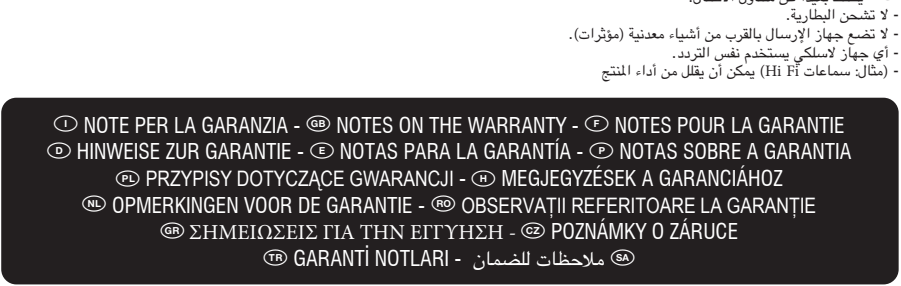 - لا تشحن البطارية.
- لا تضع جهاز الإرسال بالقرب من أشياء معدنية (مؤثرات).
- أي جهاز لاسلكي يستخدم نفس التردد.
- (مثال: سماعات Hi Fi) يمكن أن يقلل من أداء المنتج
I NOTE PER LA GARANZIA - GB NOTES ON THE WARRANTY - F NOTES POUR LA GARANTIE
D HINWEISE ZUR GARANTIE - E NOTAS PARA LA GARANTÍA - P NOTAS SOBRE A GARANTIA
PL PRZYPISY DOTYCZĄCE GWARANCJI - H MEGJEGYZÉSEK A GARANCIÁHOZ
NL OPMERKINGEN VOOR DE GARANTIE - RO OBSERVAȚII REFERITOARE LA GARANȚIE
GR ΣΗΜΕΙΩΣΕΙΣ ΓΙΑ ΤΗΝ ΕΓΓΥΗΣΗ - CZ POZNÁMKY O ZÁRUCE
TR GARANTİ NOTLARI - ملاحظات للضمان SA